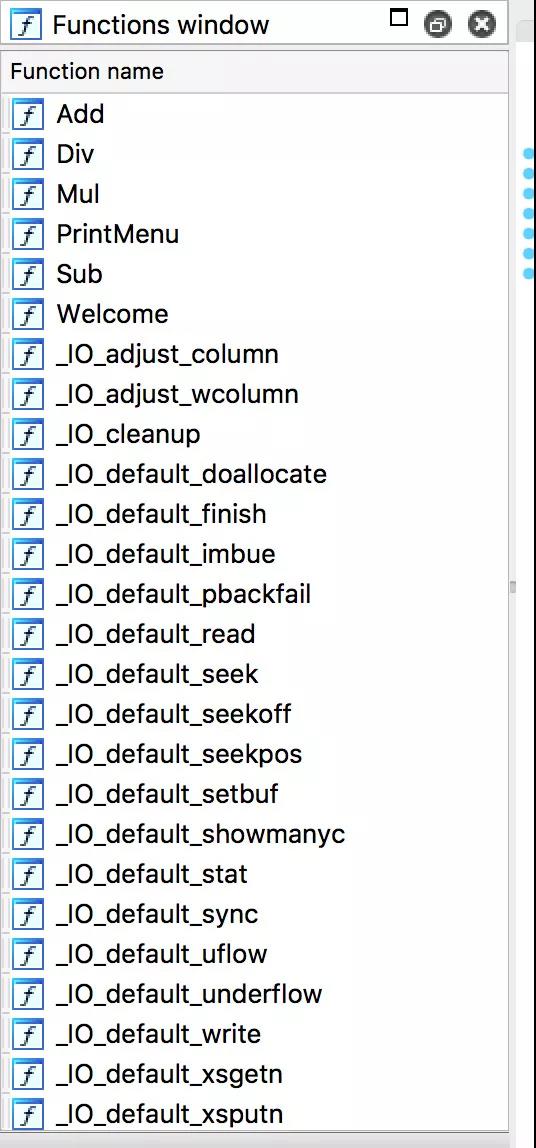 Functions window
Function name
Add
Div
Mul
PrintMenu
Sub
Welcome
_IO_adjust_column
_IO_adjust_wcolumn
_IO_cleanup
_IO_default_doallocate
_IO_default_finish
_IO_default_imbue
_IO_default_pbackfail
_IO_default_read
_IO_default_seek
_IO_default_seekoff
_IO_default_seekpos
_IO_default_setbuf
_IO_default_showmanyc
_IO_default_stat
_IO_default_sync
_IO_default_uflow
_IO_default_underflow
_IO_default_write
_IO_default_xsgetn
_IO_default_xsputn